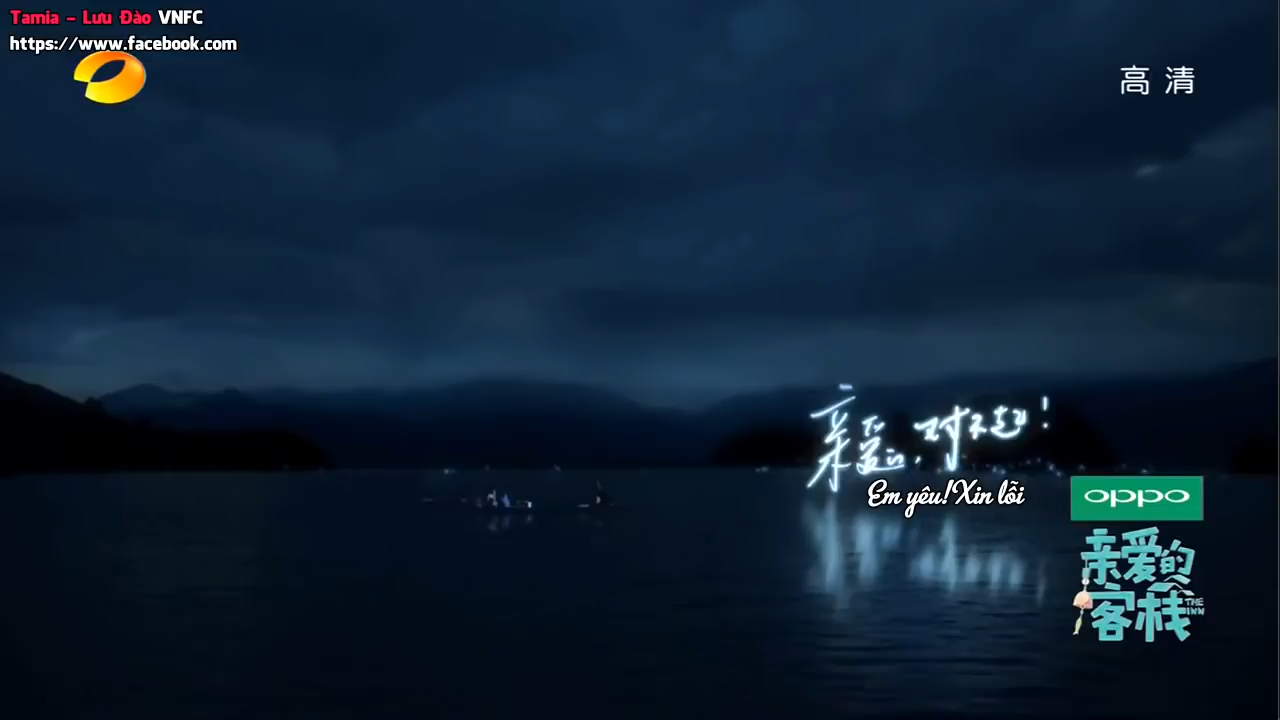 Tamia - Lưu Đào VNFC
https://www.facebook.com
高清
亲爱的，对不起！
Em yêu!Xin lỗi
oppo
亲爱的
客栈
THE
INN